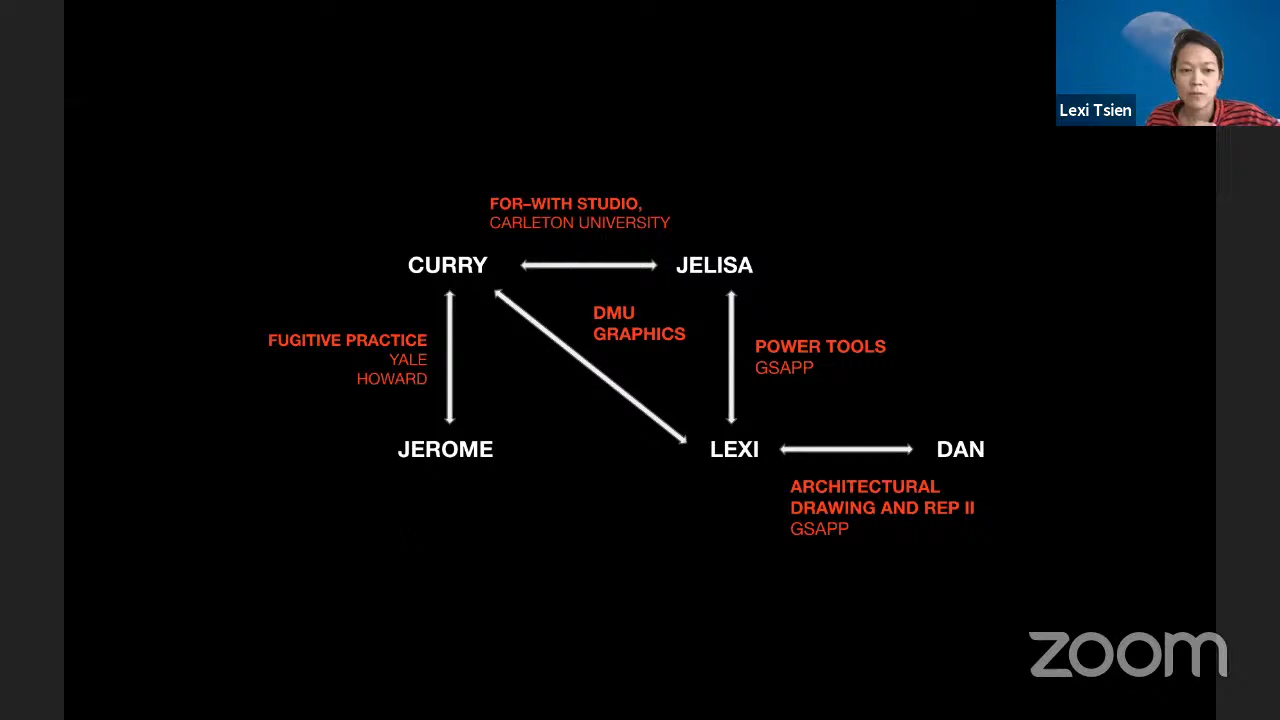 Lexi Tsien
FOR–WITH STUDIO,
CARLETON UNIVERSITY
CURRY
JELISA
DMU
GRAPHICS
FUGITIVE PRACTICE
YALE
HOWARD
POWER TOOLS
GSAPP
JEROME
LEXI
DAN
ARCHITECTURAL
DRAWING AND REP II
GSAPP
zoom